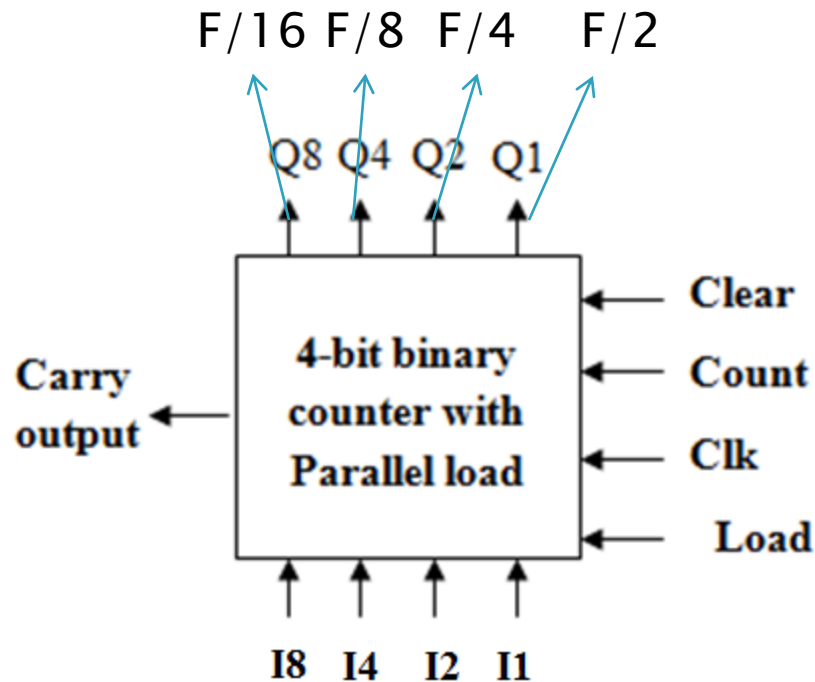 F/16 F/8 F/4 F/2
Q8 Q4 Q2 Q1
Clear
4-bit binary
counter with
Parallel load
Carry
output
Count
Clk
Load
I8 I4 I2 I1